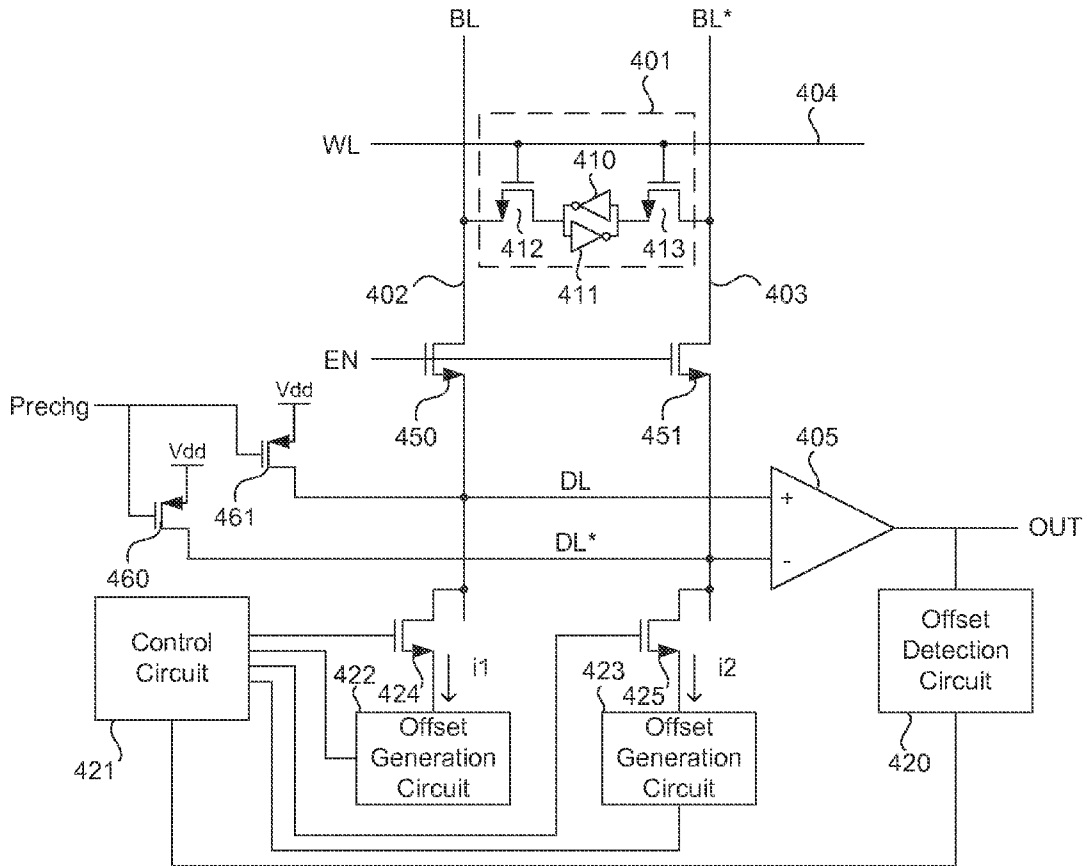 BL
BL*
401
404
WL
410
412
413
411
402
403
EN
Vdd
Prechg
450
451
405
Vdd
DL
+
461
OUT
DL*
-
460
Control
Circuit
Offset
Detection
Circuit
i1
i2
422
424
423
425
Offset
Generation
Circuit
Offset
Generation
Circuit
421
420